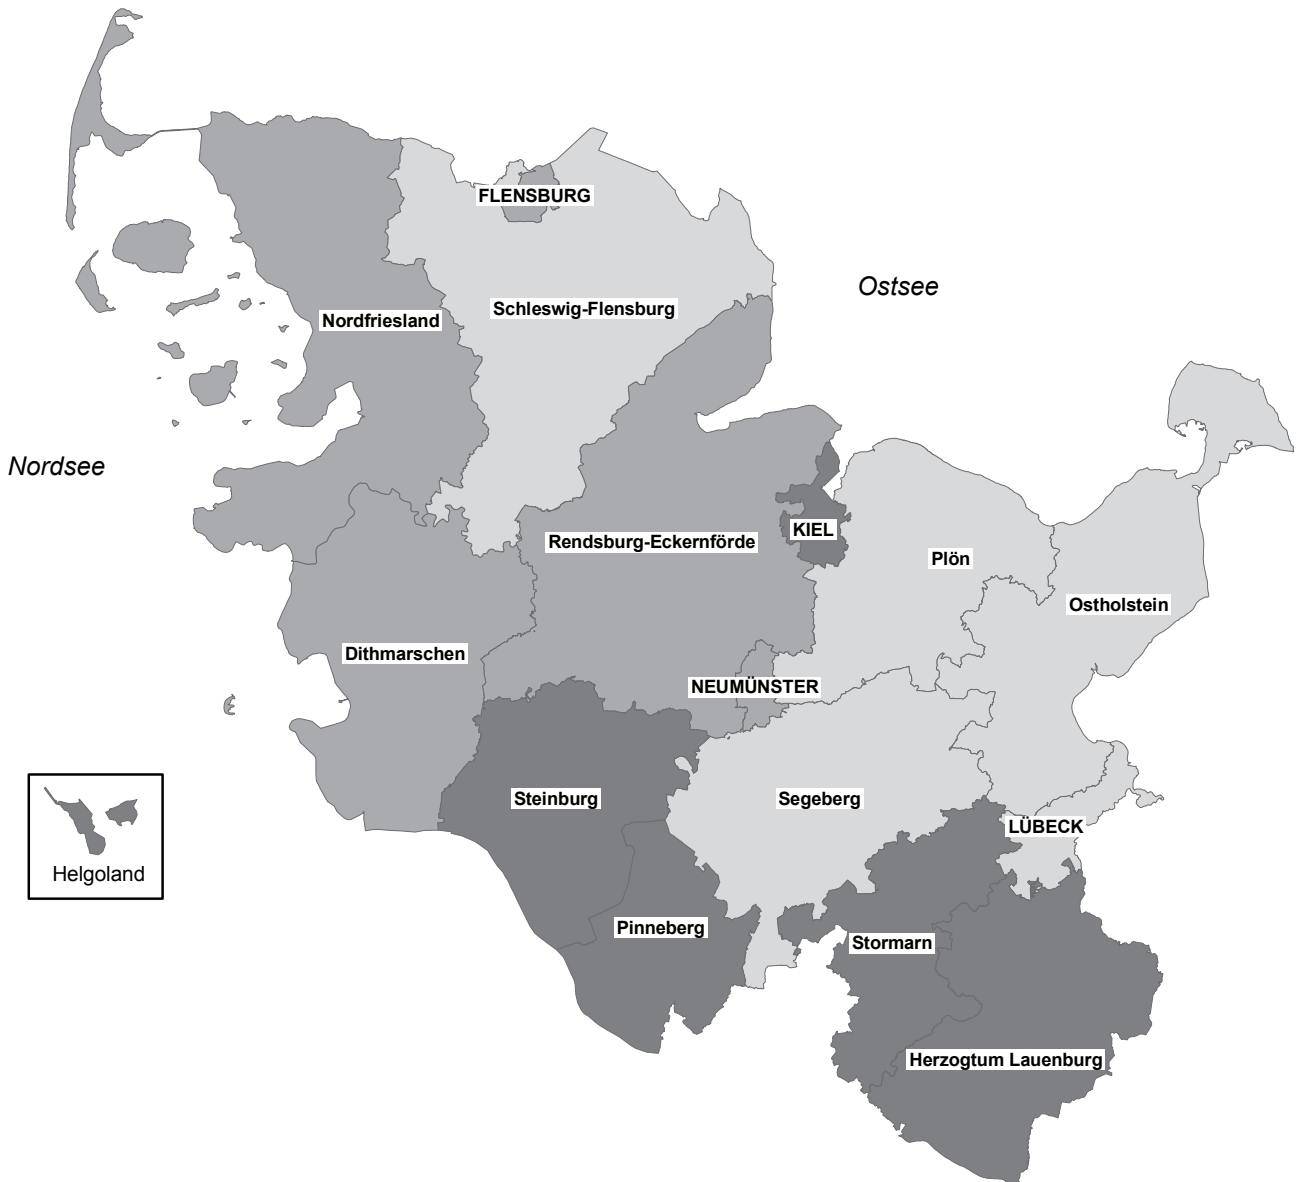 FLENSBURG
Ostsee
Schleswig-Flensburg
Nordfriesland
Nordsee
KIEL
Rendsburg-Eckernförde
Plön
Ostholstein
Dithmarschen
NEUMÜNSTER
Steinburg
Segeberg
LÜBECK
Helgoland
Pinneberg
Stormarn
Herzogtum Lauenburg